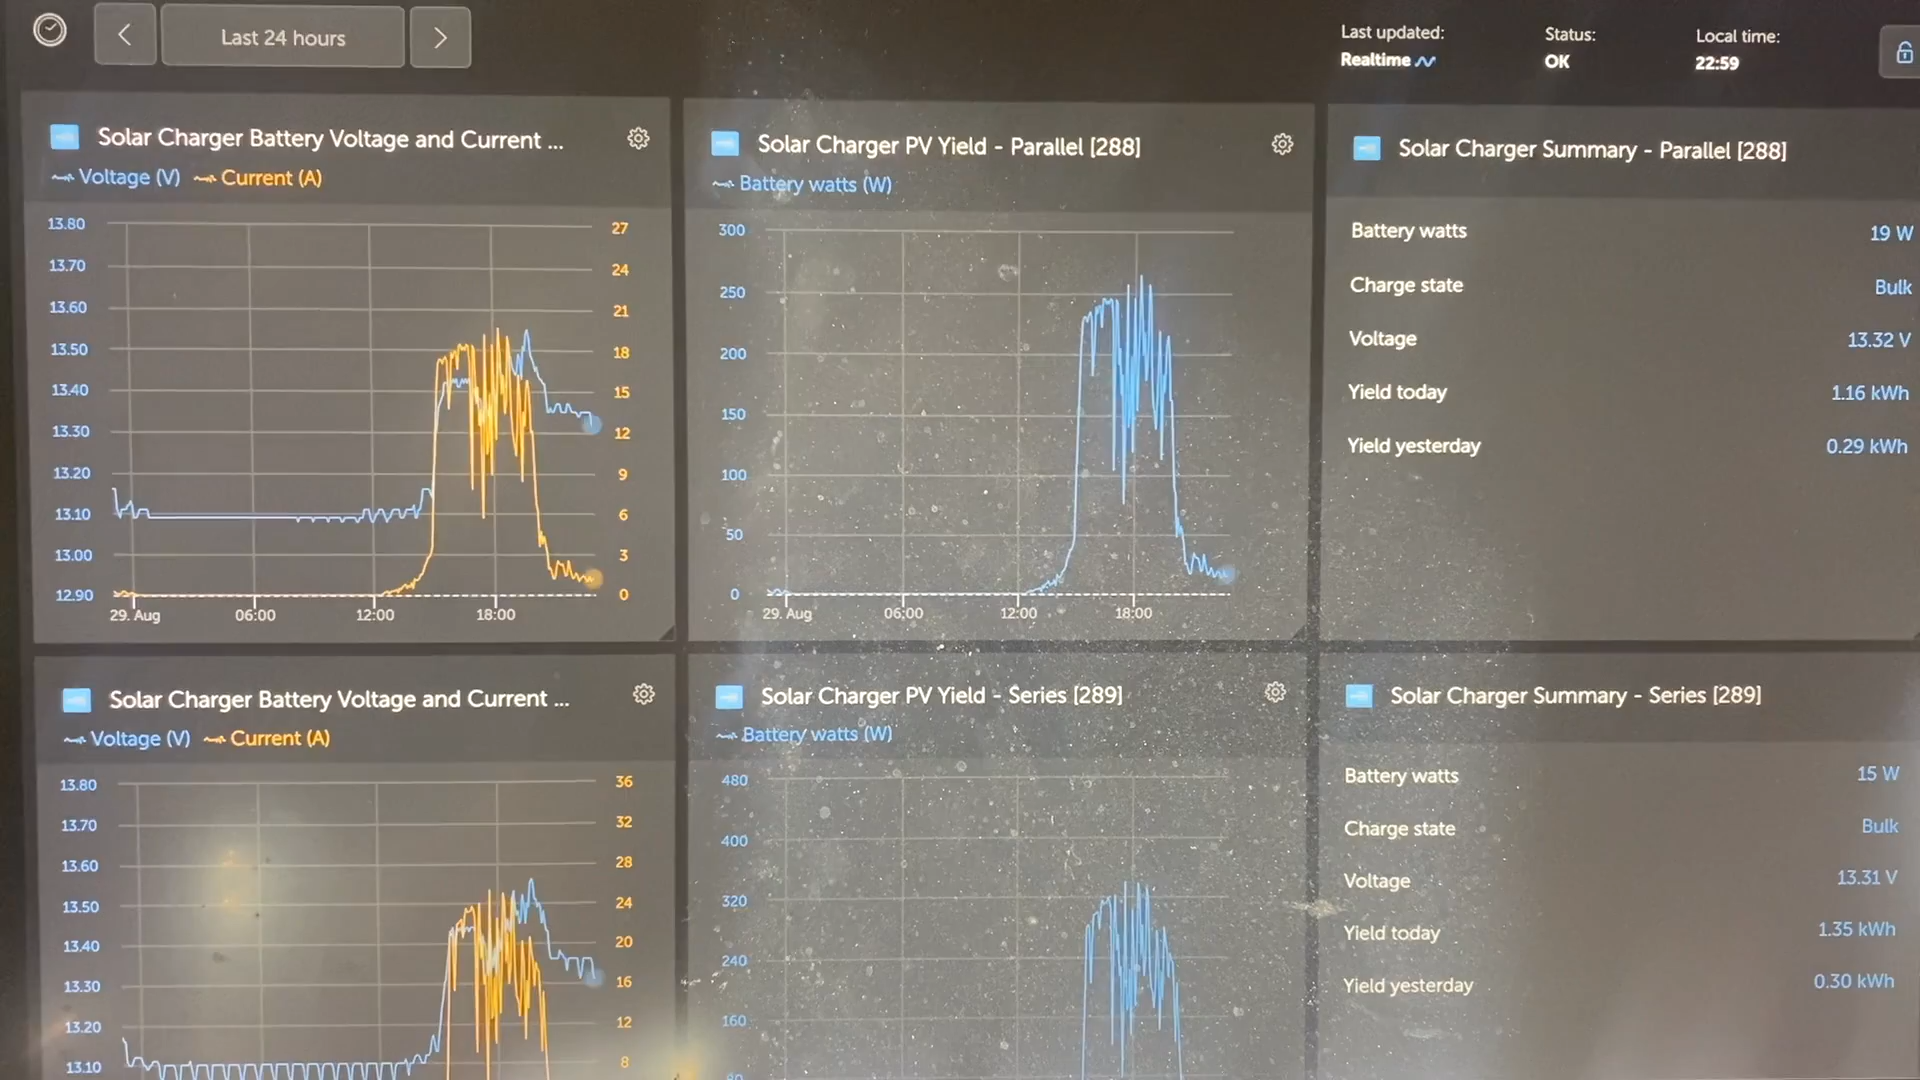 Last 24 hours
Last updated:
Realtime
Status:
OK
Local time:
22:59
Solar Charger Battery Voltage and Current ...
Voltage (V) Current (A)
13.80
13.70
13.60
13.50
13.40
13.30
13.20
13.10
13.00
12.90
27
24
21
18
15
12
9
6
3
0
29. Aug 06:00 12:00 18:00
Solar Charger PV Yield - Parallel [288]
Battery watts (W)
300
250
200
150
100
50
0
29. Aug 06:00 12:00 18:00
Solar Charger Summary - Parallel [288]
Battery watts 19 W
Charge state Bulk
Voltage 13.32 V
Yield today 1.16 kWh
Yield yesterday 0.29 kWh
Solar Charger Battery Voltage and Current ...
Voltage (V) Current (A)
13.80
13.70
13.60
13.50
13.40
13.30
13.20
13.10
36
32
28
24
20
16
12
8
Solar Charger PV Yield - Series [289]
Battery watts (W)
480
400
320
240
160
80
Solar Charger Summary - Series [289]
Battery watts 15 W
Charge state Bulk
Voltage 13.31 V
Yield today 1.35 kWh
Yield yesterday 0.30 kWh